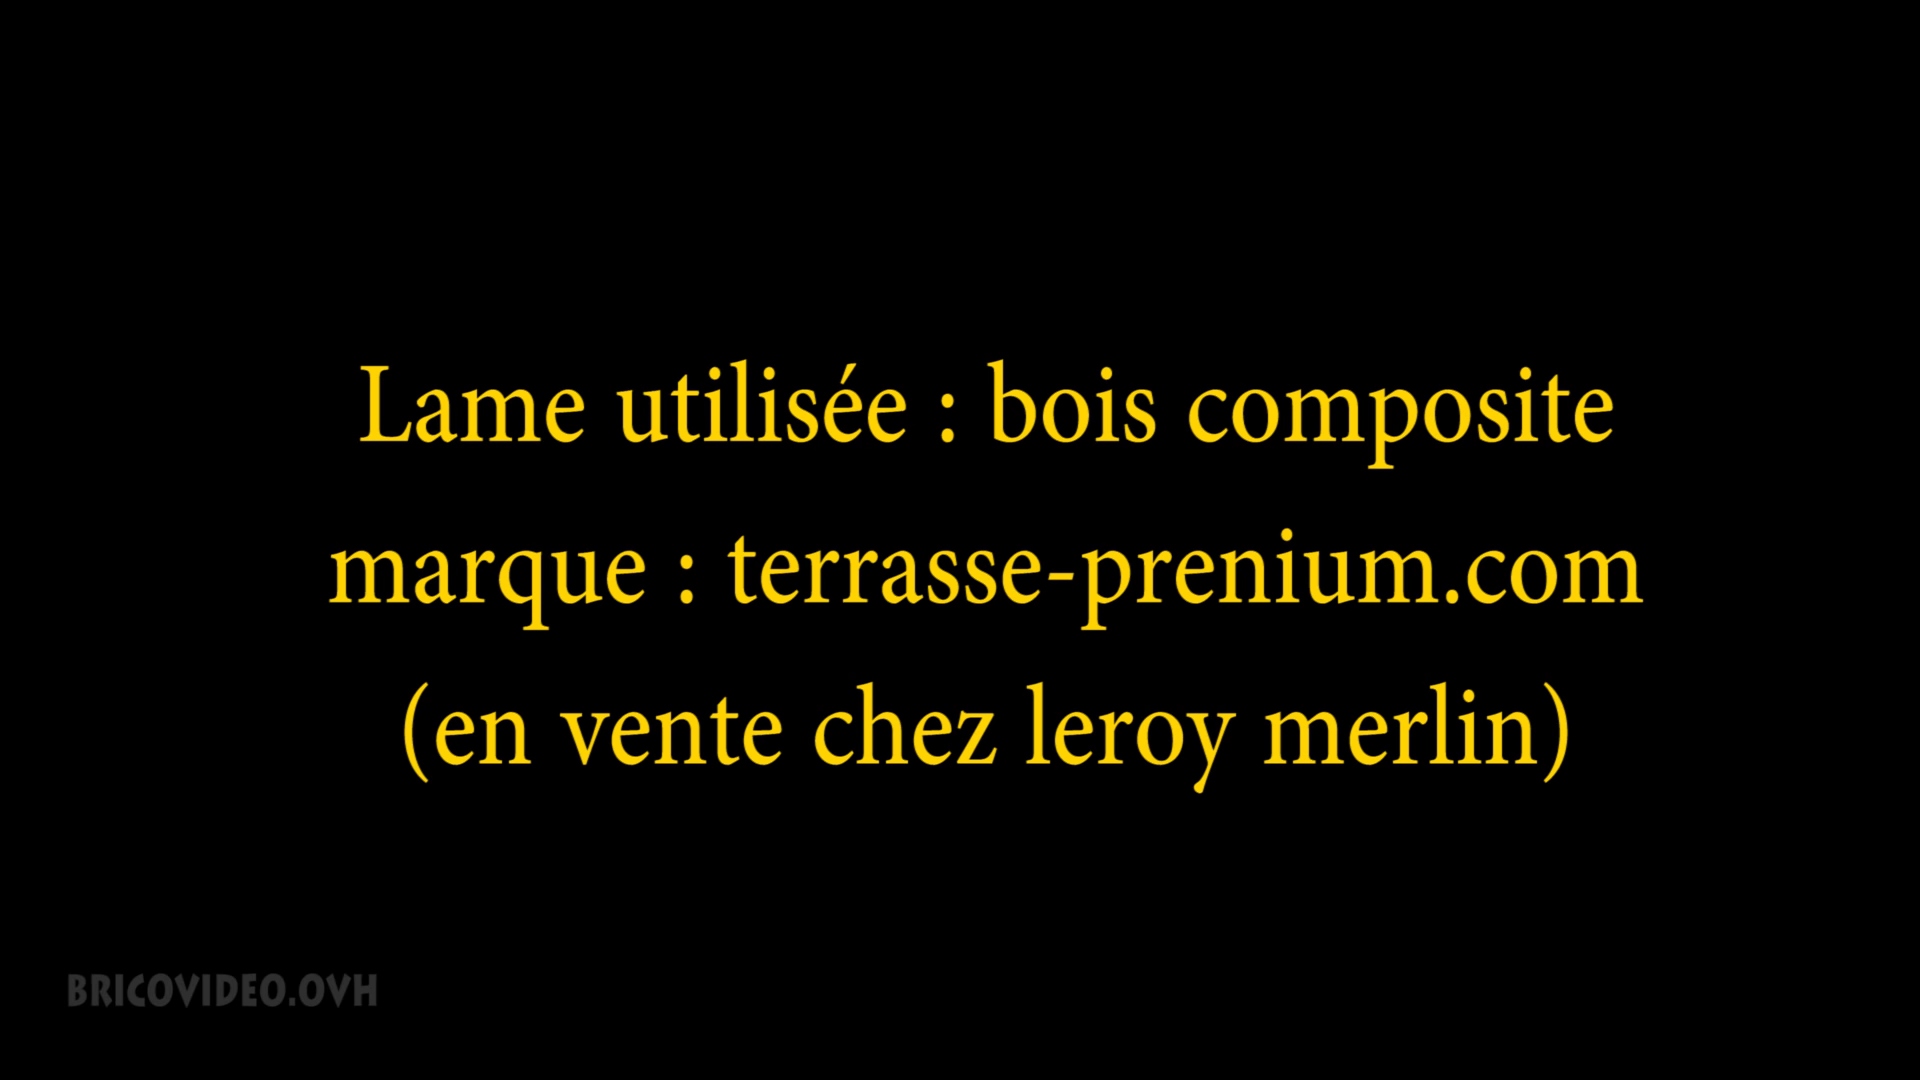 Lame utilisée : bois composite
marque : terrasse-prenium.com
(en vente chez leroy merlin)
BRICOVIDEO.OVH